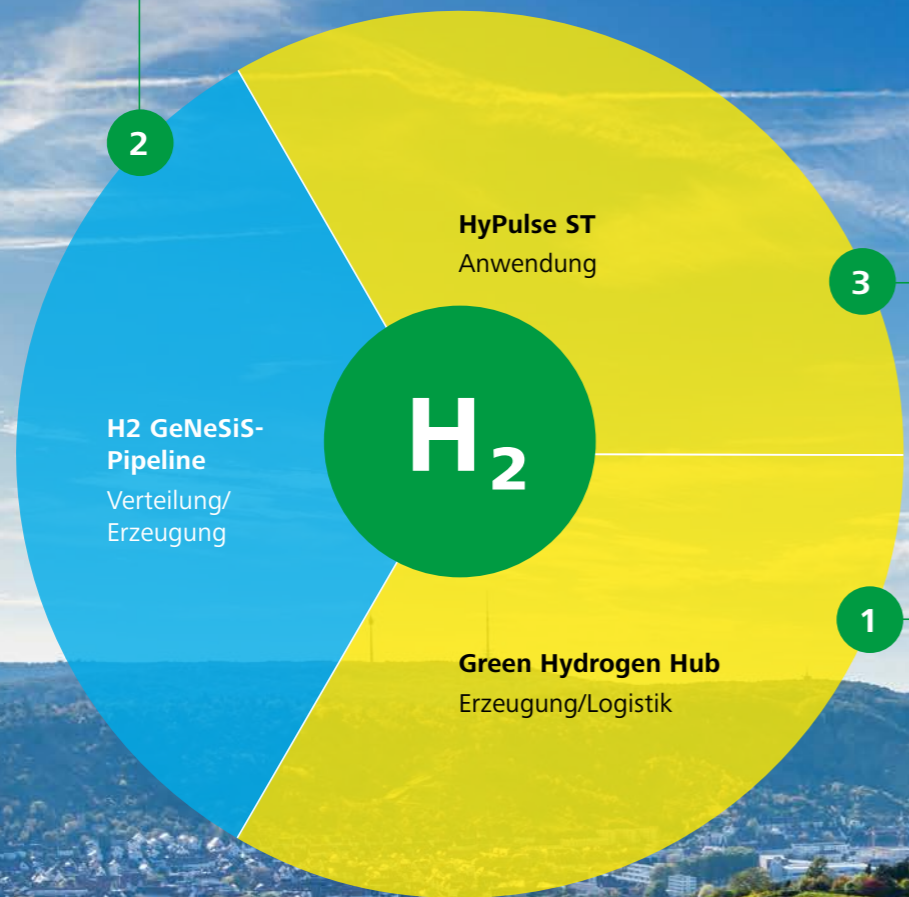 2
HyPulse ST
Anwendung
3
H₂
H2 GeNeSiS-
Pipeline
Verteilung/
Erzeugung
1
Green Hydrogen Hub
Erzeugung/Logistik